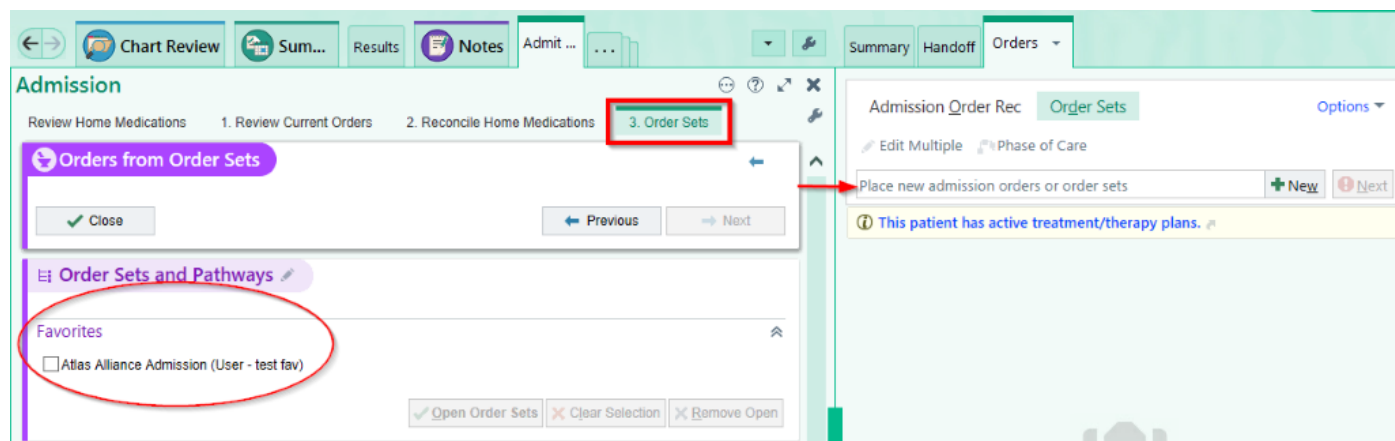 Chart Review
Sum...
Results
Notes
Admit ...
...
Admission
Review Home Medications
1. Review Current Orders
2. Reconcile Home Medications
3. Order Sets
Orders from Order Sets
Close
Previous
Next
Order Sets and Pathways
Favorites
Atlas Alliance Admission (User - test fav)
Open Order Sets
Clear Selection
Remove Open
Summary
Handoff
Orders
Admission Order Rec
Order Sets
Options
Edit Multiple
Phase of Care
Place new admission orders or order sets
New
Next
This patient has active treatment/therapy plans.